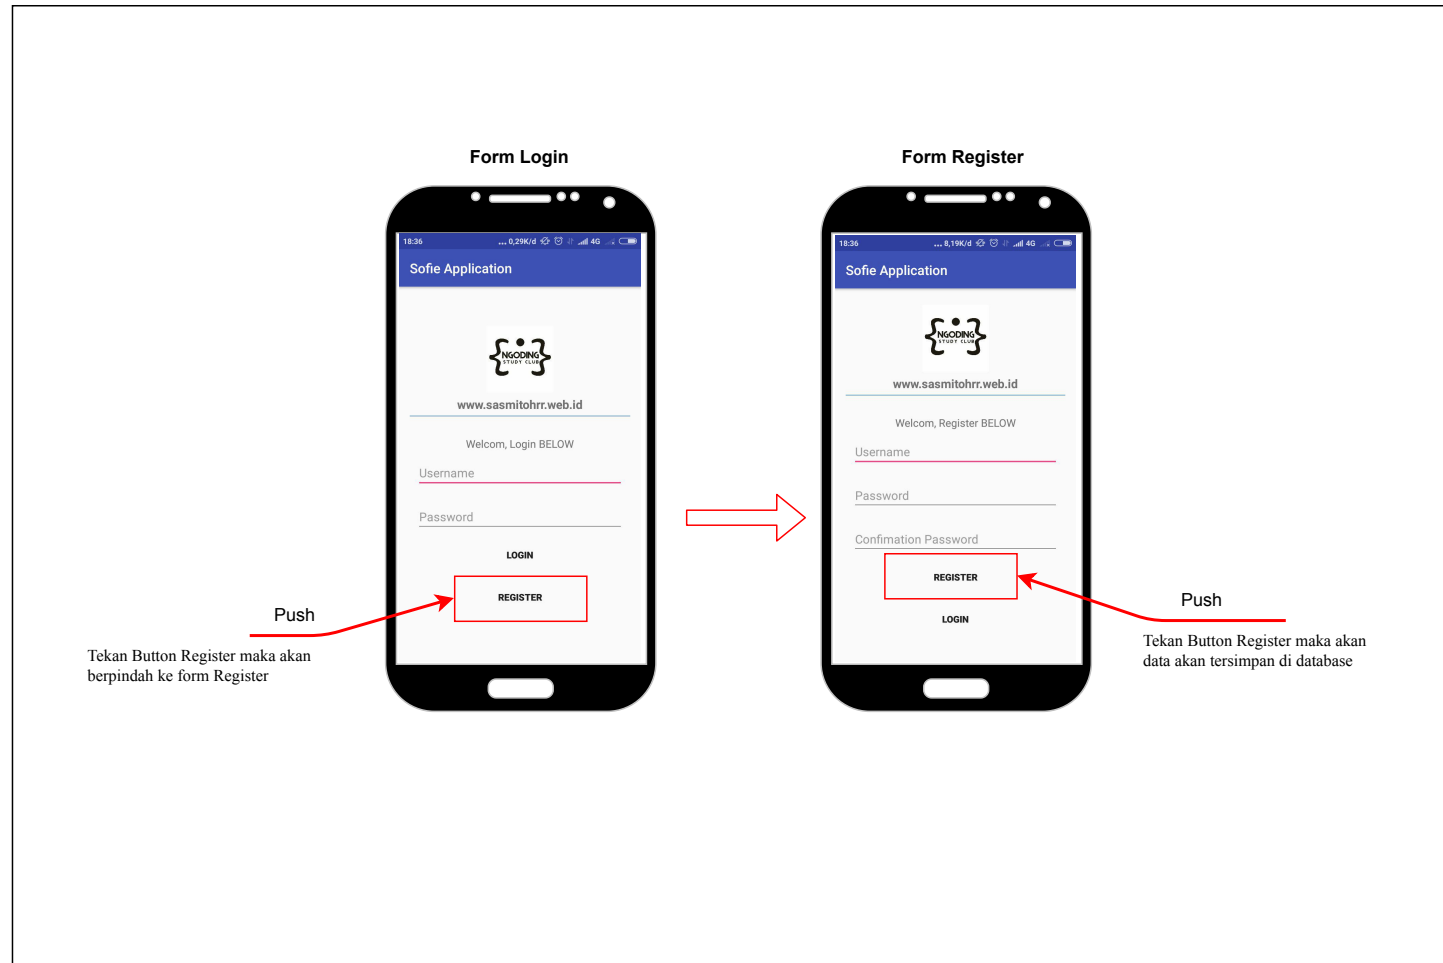 Form Login
18:36 ... 0,29K/d 4G
Sofie Application
NGODING
STUDY CLUB
www.sasmitohrr.web.id
Welcom, Login BELOW
Username
Password
LOGIN
REGISTER
Push
Tekan Button Register maka akan
berpindah ke form Register
Form Register
18:36 ... 8,19K/d 4G
Sofie Application
NGODING
STUDY CLUB
www.sasmitohrr.web.id
Welcom, Register BELOW
Username
Password
Confimation Password
REGISTER
LOGIN
Push
Tekan Button Register maka akan
data akan tersimpan di database